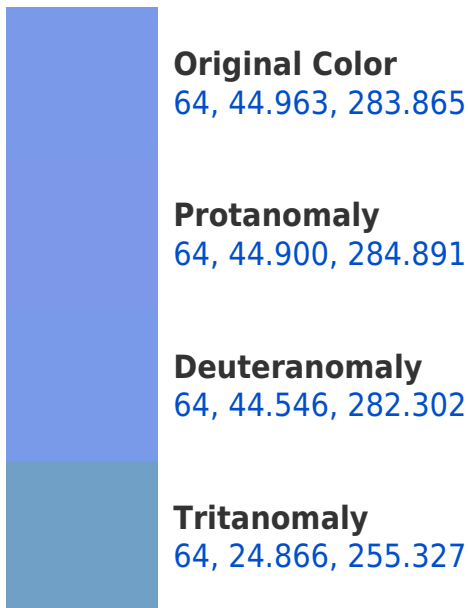 Original Color
64, 44.963, 283.865
Protanomaly
64, 44.900, 284.891
Deuteranomaly
64, 44.546, 282.302
Tritanomaly
64, 24.866, 255.327